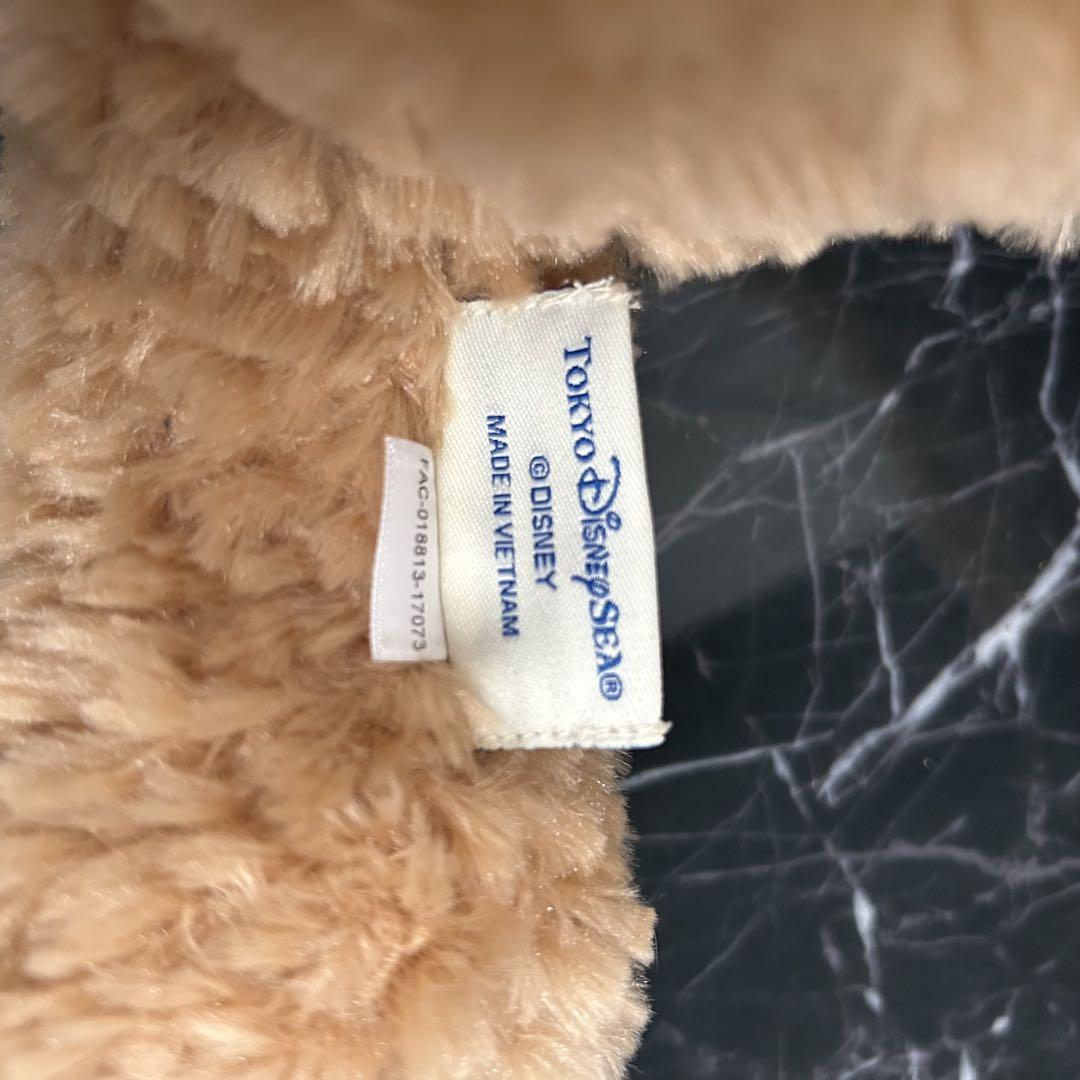 TOKYO DISNEYSEA®
©DISNEY
MADE IN VIETNAM
FAC-018813-17073